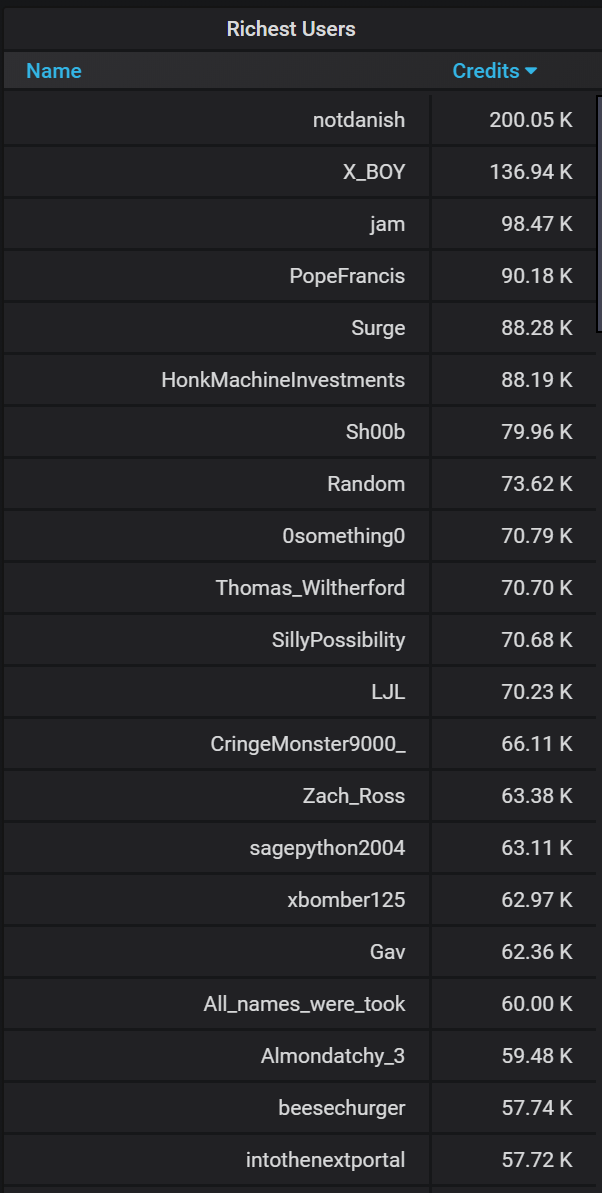 Richest Users
Name Credits
notdanish 200.05 K
X_BOY 136.94 K
jam 98.47 K
PopeFrancis 90.18 K
Surge 88.28 K
HonkMachineInvestments 88.19 K
Sh00b 79.96 K
Random 73.62 K
0something0 70.79 K
Thomas_Wiltherford 70.70 K
SillyPossibility 70.68 K
LJL 70.23 K
CringeMonster9000_ 66.11 K
Zach_Ross 63.38 K
sagepython2004 63.11 K
xbomber125 62.97 K
Gav 62.36 K
All_names_were_took 60.00 K
Almondatchy_3 59.48 K
beesechurger 57.74 K
intothenextportal 57.72 K